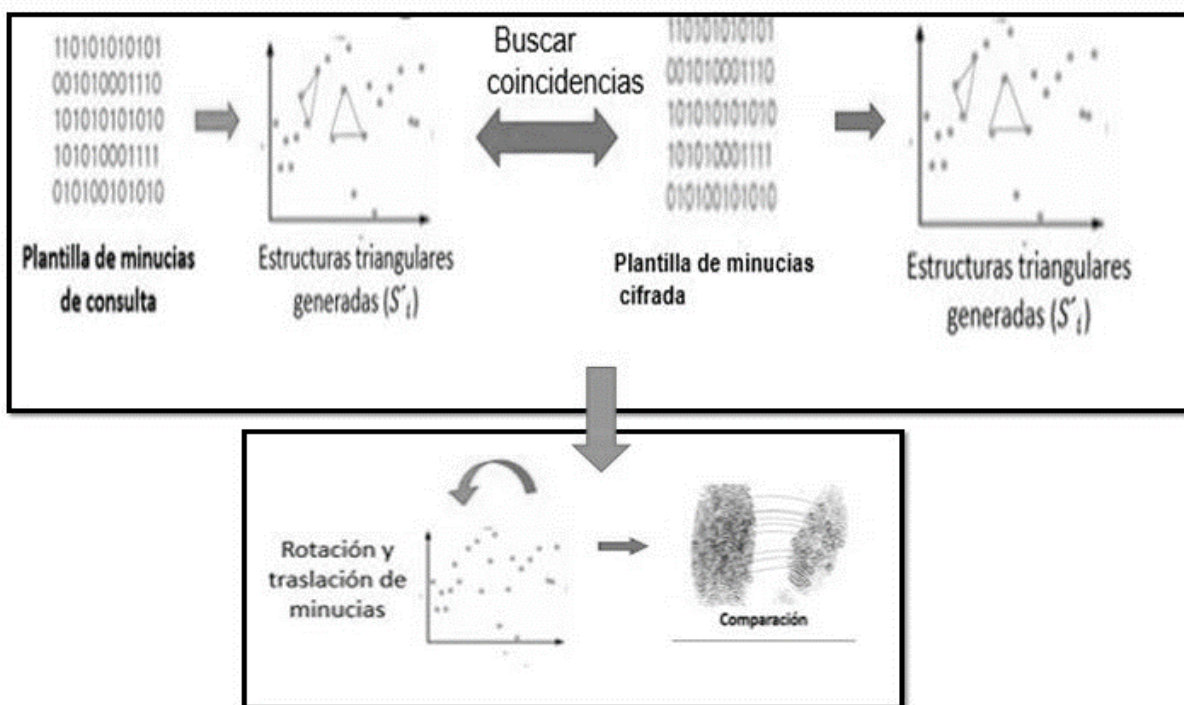 110101010101
001010001110
101010101010
101010001111
010100101010
Plantilla de minucias
de consulta
Estructuras triangulares
generadas (S´i)
Buscar
coincidencias
110101010101
001010001110
101010101010
101010001111
010100101010
Plantilla de minucias
cifrada
Estructuras triangulares
generadas (S´i)
Rotación y
traslación de
minucias
Comparación